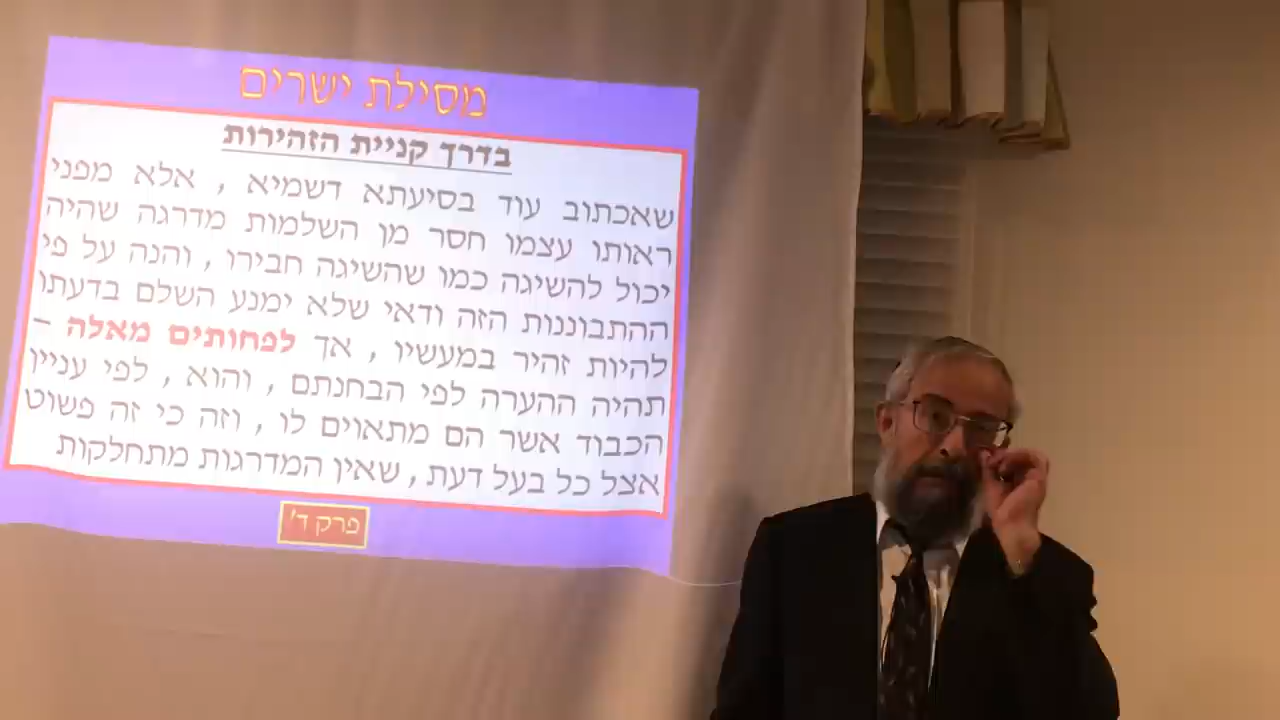 מסילת ישרים
בדרך קניית הזהירות
שאכתוב עוד בסיעתא דשמיא , אלא מפני
ראותו עצמו חסר מן השלמות מדרגה שהיה
יכול להשיגה כמו שהשיגה חבירו , והנה על פי
ההתבוננות הזה ודאי שלא ימנע השלם בדעתו
להיות זהיר במעשיו , אך לפחותים מאלה –
תהיה ההערה לפי הבחנתם , והוא , לפי עניין
הכבוד אשר הם מתאוים לו , וזה כי זה פשוט
אצל כל בעל דעת , שאין המדרגות מתחלקות
פרק ד'